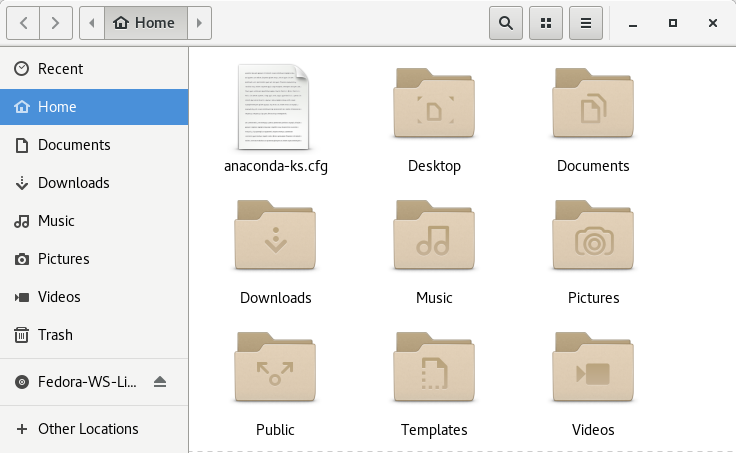 Home
Recent
Home
Documents
Downloads
Music
Pictures
Videos
Trash
Fedora-WS-Li...
Other Locations
anaconda-ks.cfg
Desktop
Documents
Downloads
Music
Pictures
Public
Templates
Videos